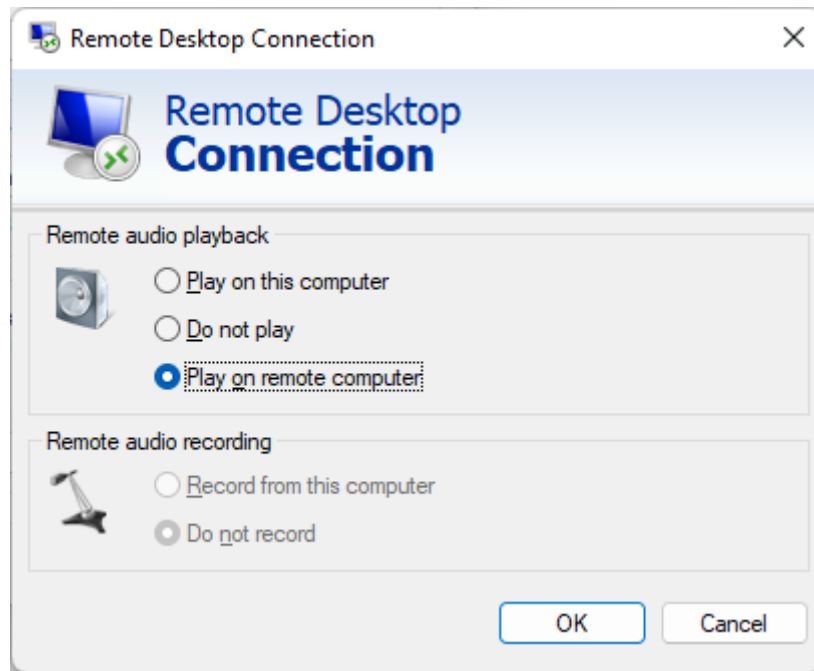 Remote Desktop Connection
Remote Desktop
Connection
Remote audio playback
Play on this computer
Do not play
Play on remote computer
Remote audio recording
Record from this computer
Do not record
OK Cancel